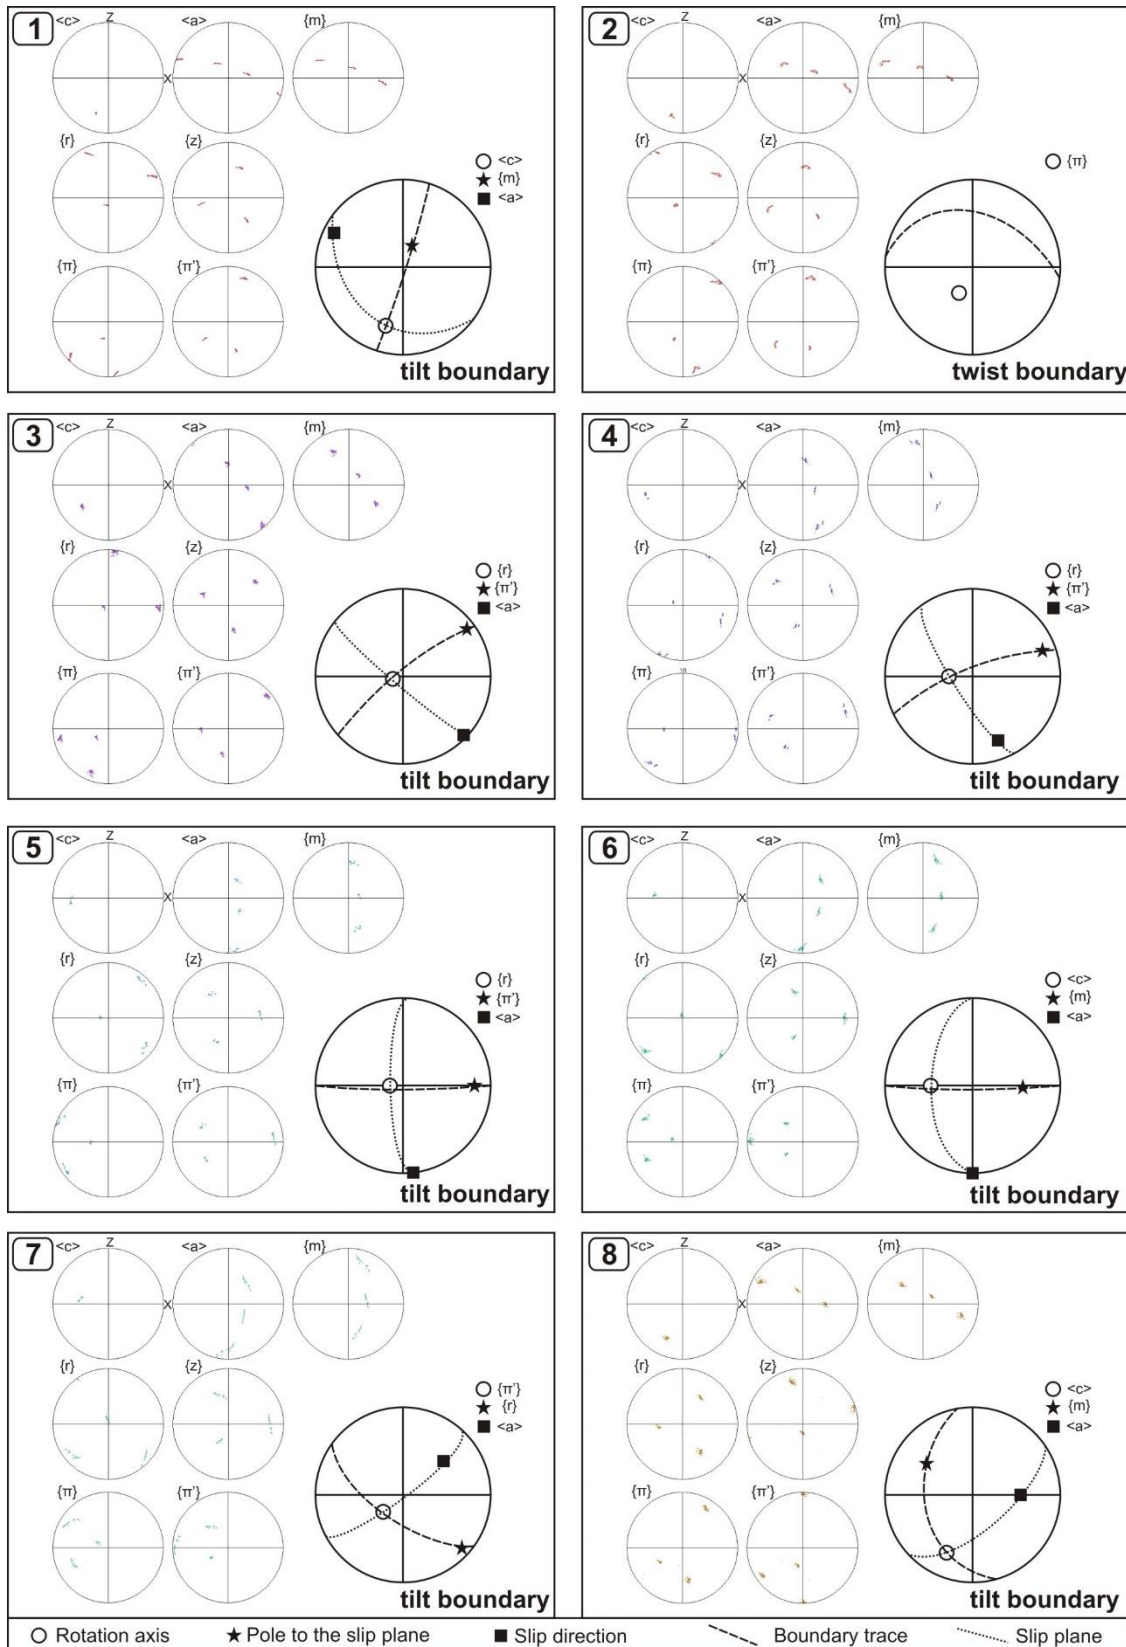 1 <c> Z <a> {m}
X
{r} {z}
○ <c>
★ {m}
■ <a>
{π} {π'}
tilt boundary
2 <c> Z <a> {m}
X
{r} {z}
○ {π}
{π} {π'}
twist boundary
3 <c> Z <a> {m}
X
{r} {z}
○ {r}
★ {π'}
■ <a>
{π} {π'}
tilt boundary
4 <c> Z <a> {m}
X
{r} {z}
○ {r}
★ {π'}
■ <a>
{π} {π'}
tilt boundary
5 <c> Z <a> {m}
X
{r} {z}
○ {r}
★ {π'}
■ <a>
{π} {π'}
tilt boundary
6 <c> Z <a> {m}
X
{r} {z}
○ <c>
★ {m}
■ <a>
{π} {π'}
tilt boundary
7 <c> Z <a> {m}
X
{r} {z}
○ {π'}
★ {r}
■ <a>
{π} {π'}
tilt boundary
8 <c> Z <a> {m}
X
{r} {z}
○ <c>
★ {m}
■ <a>
{π} {π'}
tilt boundary
○ Rotation axis ★ Pole to the slip plane ■ Slip direction Boundary trace Slip plane